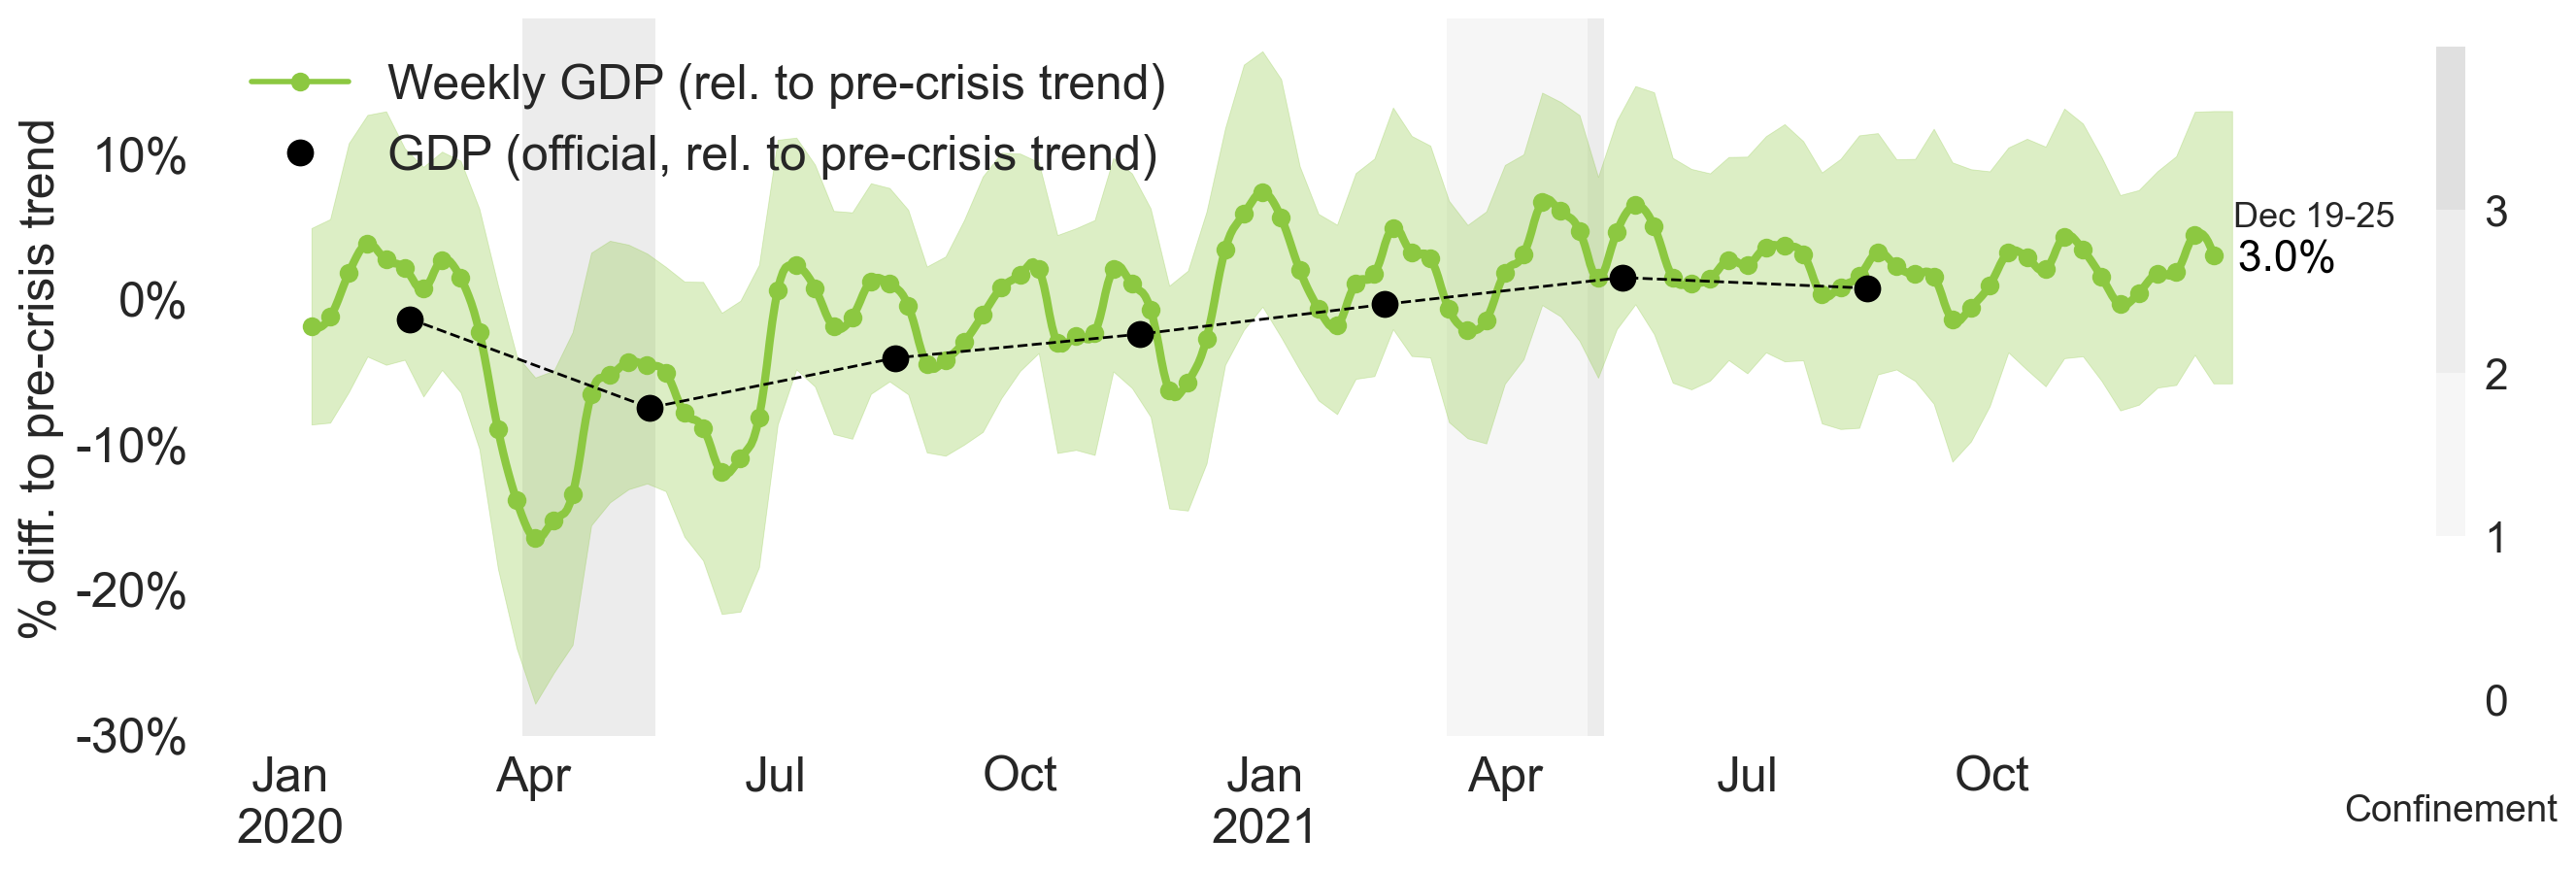 Weekly GDP (rel. to pre-crisis trend)
GDP (official, rel. to pre-crisis trend)
% diff. to pre-crisis trend
10%
0%
-10%
-20%
-30%
Dec 19-25
3.0%
3
2
1
0
Confinement
Jan Apr Jul Oct Jan Apr Jul Oct
2020 2021